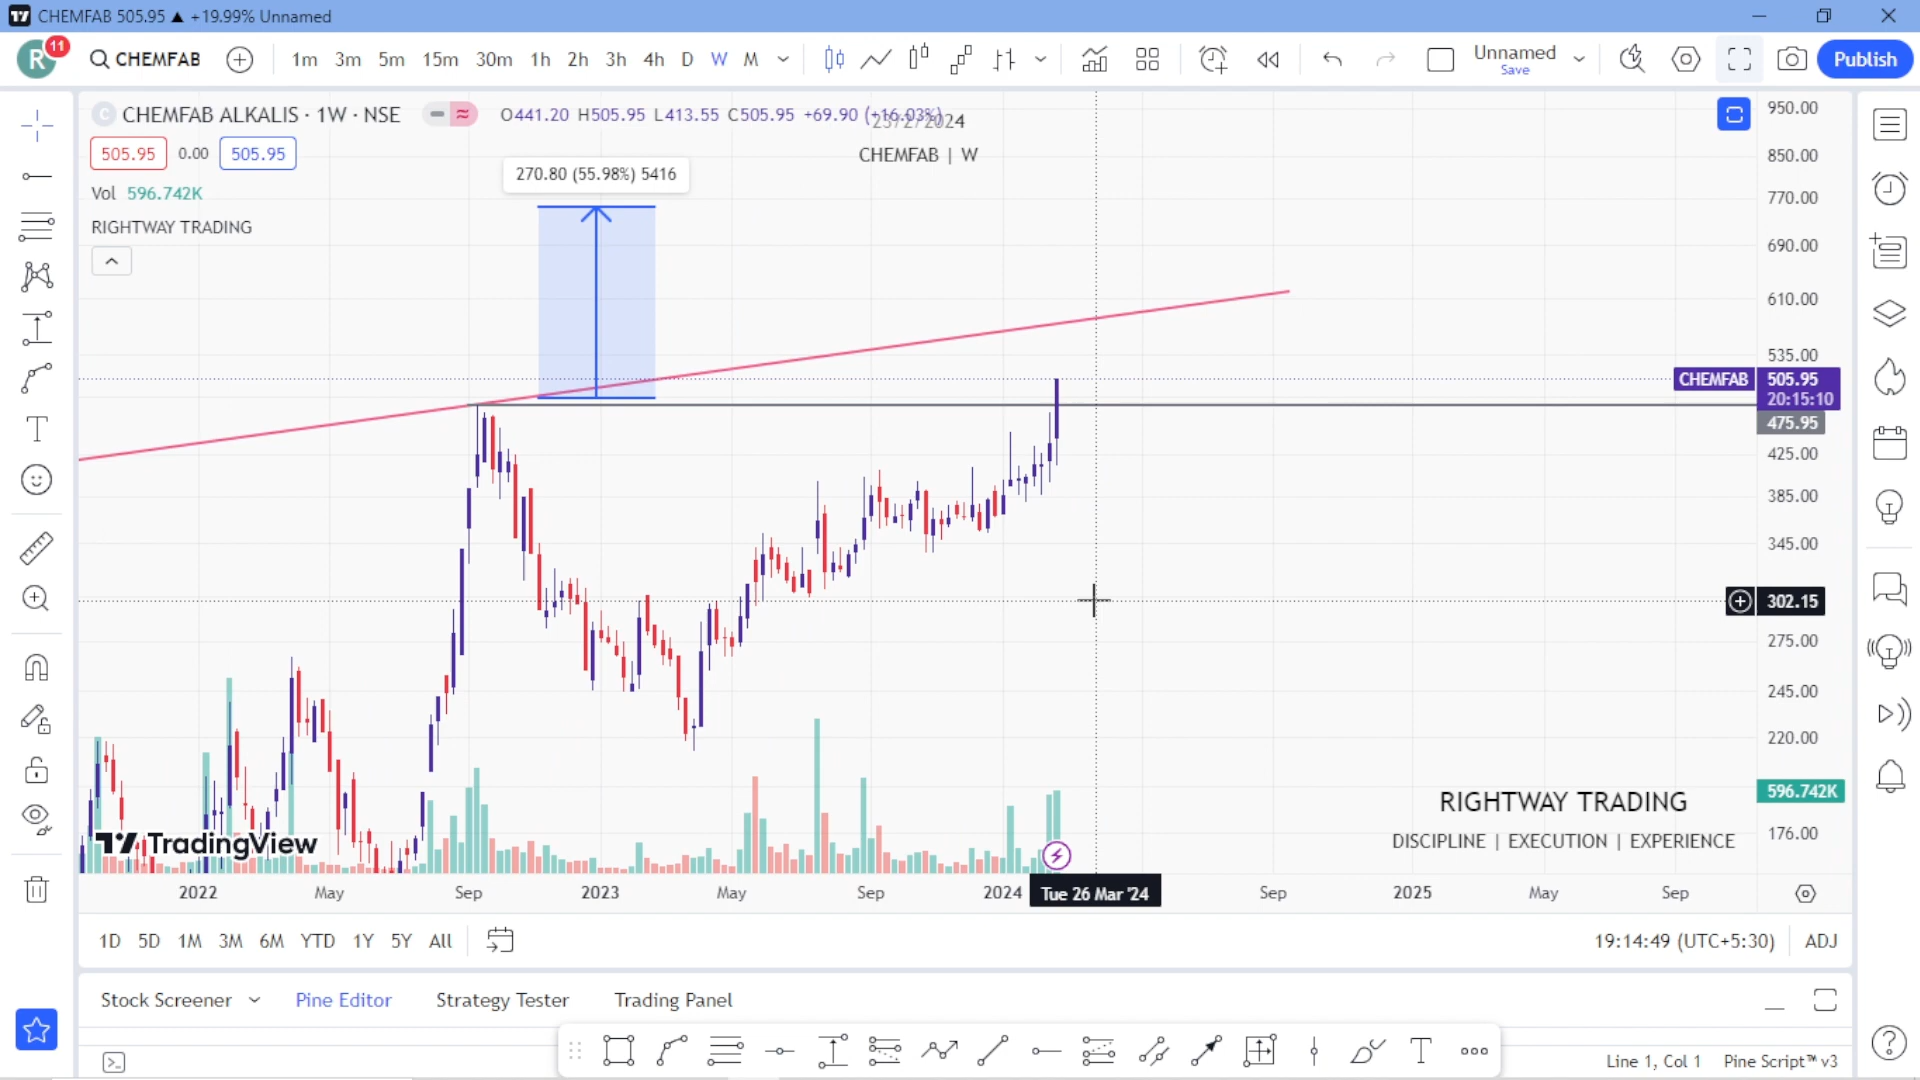 CHEMFAB 505.95 ▲ +19.99% Unnamed
R 11 CHEMFAB 1m 3m 5m 15m 30m 1h 2h 3h 4h D W M Unnamed Save Publish
C CHEMFAB ALKALIS · 1W · NSE O441.20 H505.95 L413.55 C505.95 +69.90 (+16.03%)
23/2/2024
505.95 0.00 505.95
CHEMFAB | W
270.80 (55.98%) 5416
Vol 596.742K
RIGHTWAY TRADING
950.00
850.00
770.00
690.00
610.00
535.00
CHEMFAB 505.95
20:15:10
475.95
425.00
385.00
345.00
302.15
275.00
245.00
220.00
596.742K
176.00
RIGHTWAY TRADING
DISCIPLINE | EXECUTION | EXPERIENCE
TradingView
2022 May Sep 2023 May Sep 2024 Tue 26 Mar '24 Sep 2025 May Sep
1D 5D 1M 3M 6M YTD 1Y 5Y All 19:14:49 (UTC+5:30) ADJ
Stock Screener Pine Editor Strategy Tester Trading Panel
Line 1, Col 1 Pine Script™ v3